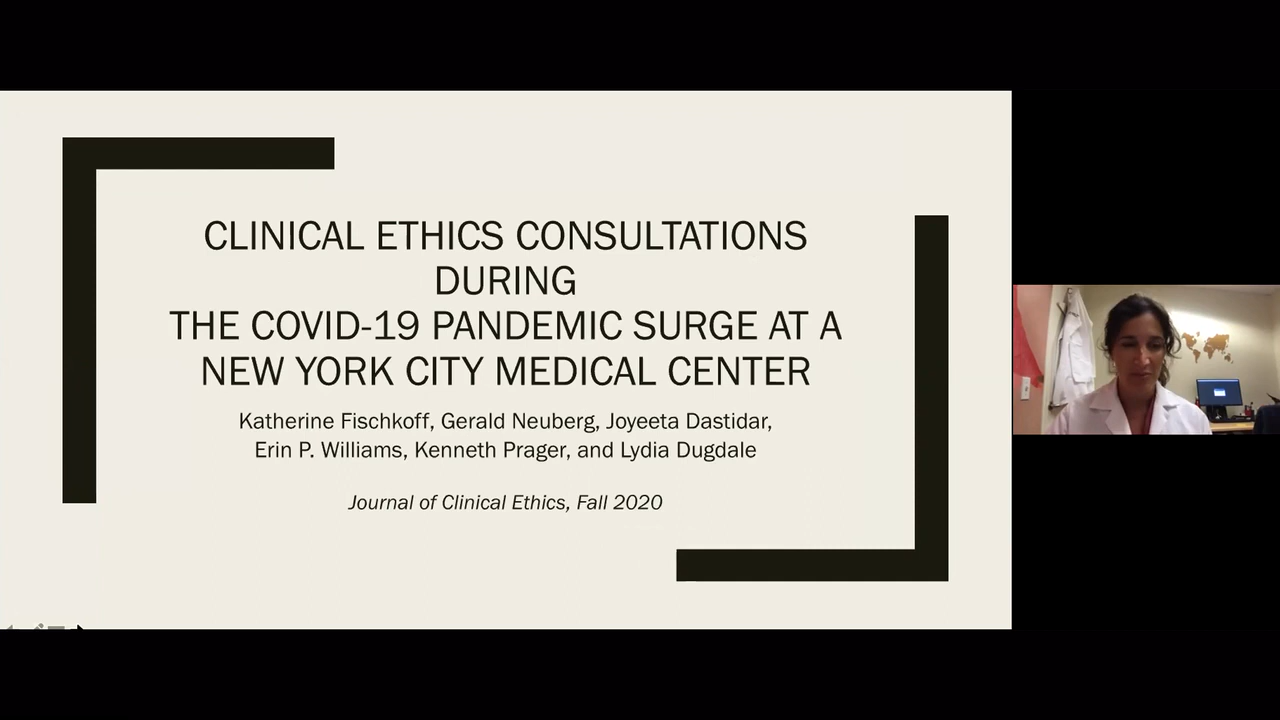 CLINICAL ETHICS CONSULTATIONS
DURING
THE COVID-19 PANDEMIC SURGE AT A
NEW YORK CITY MEDICAL CENTER
Katherine Fischkoff, Gerald Neuberg, Joyeeta Dastidar,
Erin P. Williams, Kenneth Prager, and Lydia Dugdale
Journal of Clinical Ethics, Fall 2020